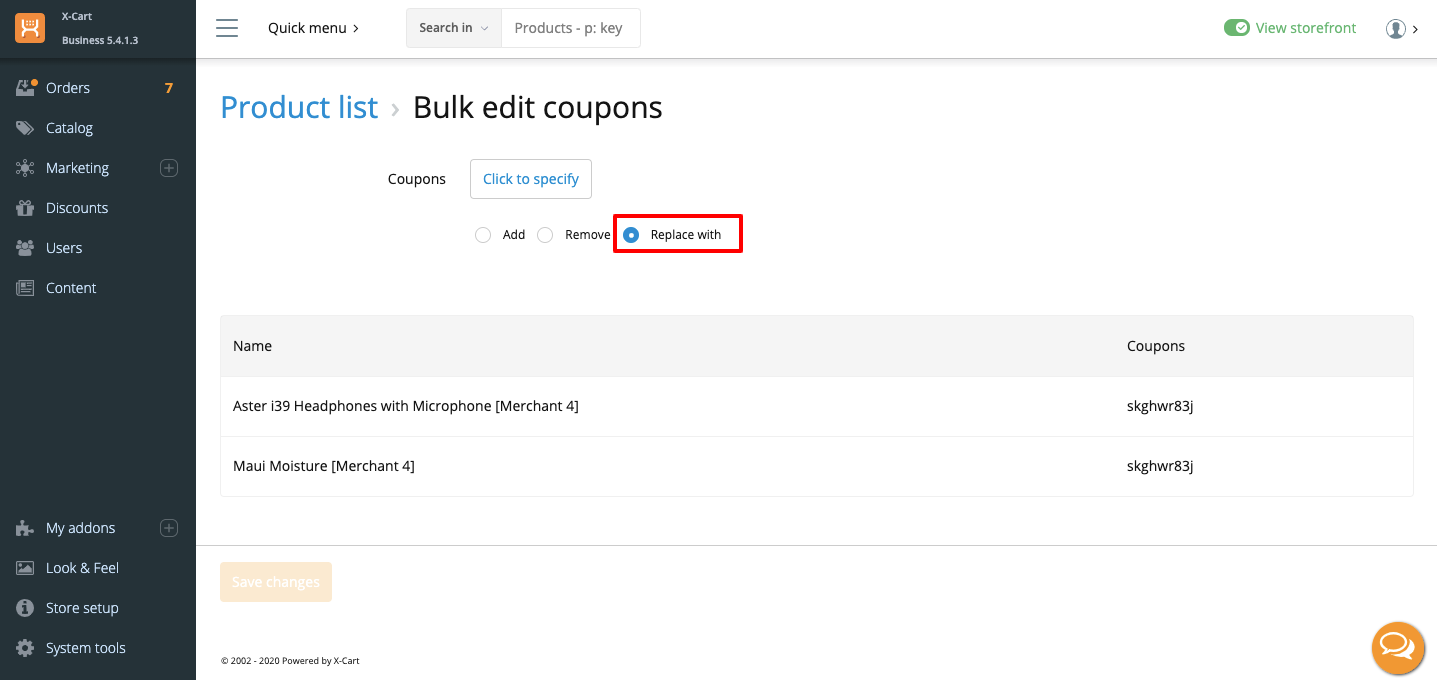 X-Cart
Business 5.4.1.3
Quick menu
Search in
Products - p: key
View storefront
Orders 7
Catalog
Marketing
Discounts
Users
Content
My addons
Look & Feel
Store setup
System tools
Product list › Bulk edit coupons
Coupons Click to specify
Add Remove Replace with
Name Coupons
Aster i39 Headphones with Microphone [Merchant 4] skghwr83j
Maui Moisture [Merchant 4] skghwr83j
Save changes
© 2002 - 2020 Powered by X-Cart